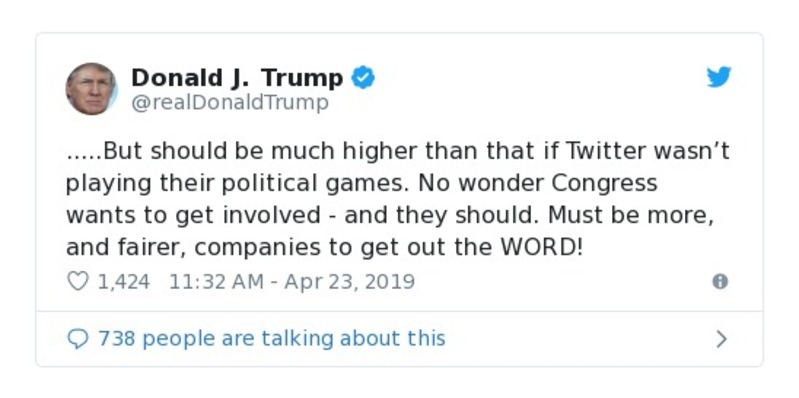 Donald J. Trump
@realDonaldTrump
.....But should be much higher than that if Twitter wasn’t
playing their political games. No wonder Congress
wants to get involved - and they should. Must be more,
and fairer, companies to get out the WORD!
1,424 11:32 AM - Apr 23, 2019
738 people are talking about this